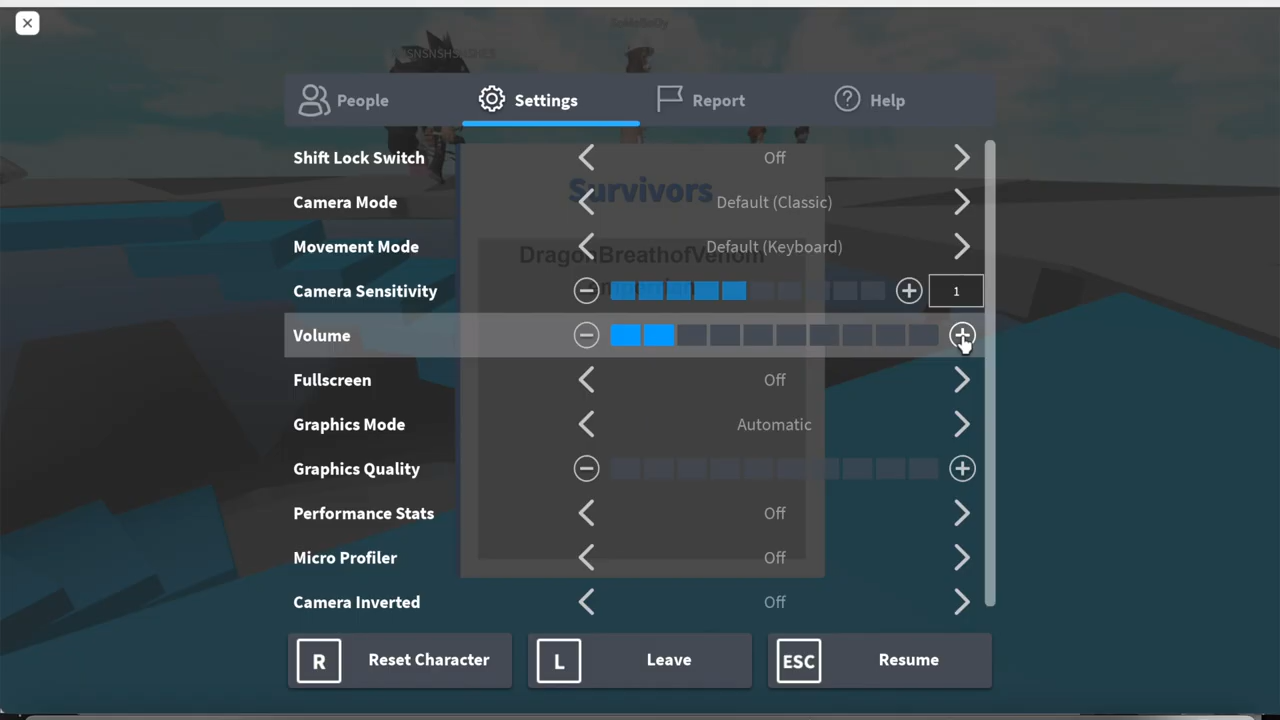 People
Settings
Report
Help
Shift Lock Switch Off
Camera Mode Default (Classic)
Movement Mode Default (Keyboard)
Camera Sensitivity 1
Volume
Fullscreen Off
Graphics Mode Automatic
Graphics Quality
Performance Stats Off
Micro Profiler Off
Camera Inverted Off
Survivors
DragonBreathofVenom
R Reset Character
L Leave
ESC Resume